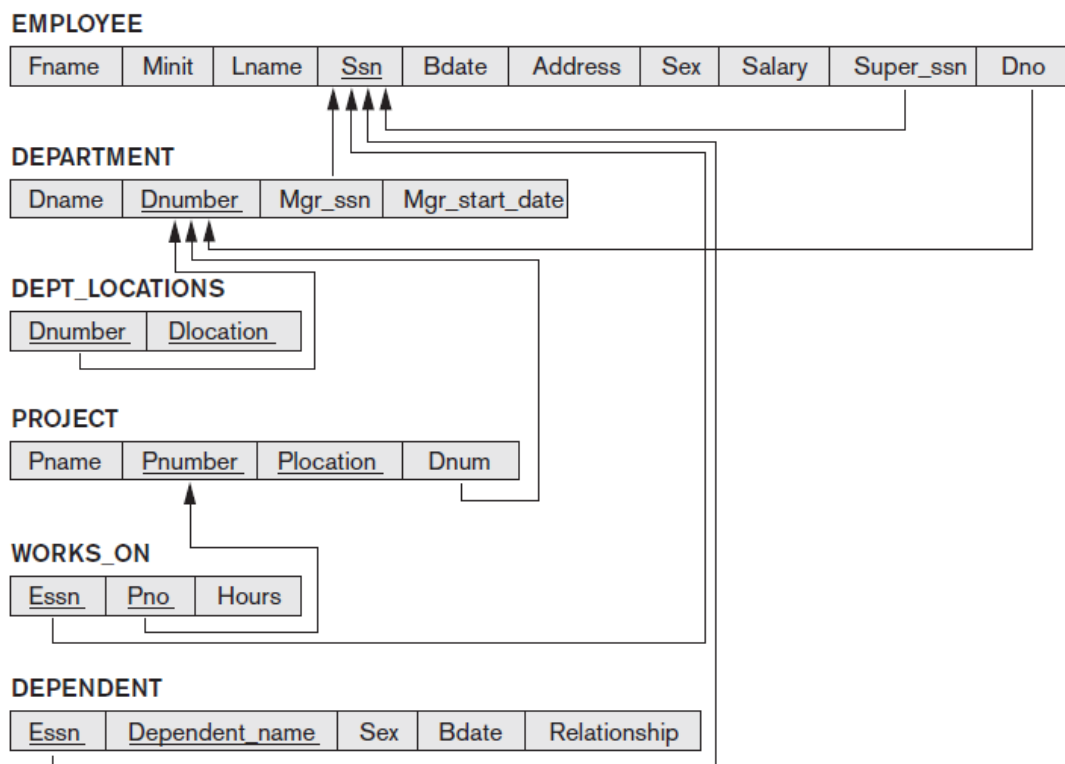 EMPLOYEE
Fname Minit Lname Ssn Bdate Address Sex Salary Super_ssn Dno
DEPARTMENT
Dname Dnumber Mgr_ssn Mgr_start_date
DEPT_LOCATIONS
Dnumber Dlocation
PROJECT
Pname Pnumber Plocation Dnum
WORKS_ON
Essn Pno Hours
DEPENDENT
Essn Dependent_name Sex Bdate Relationship